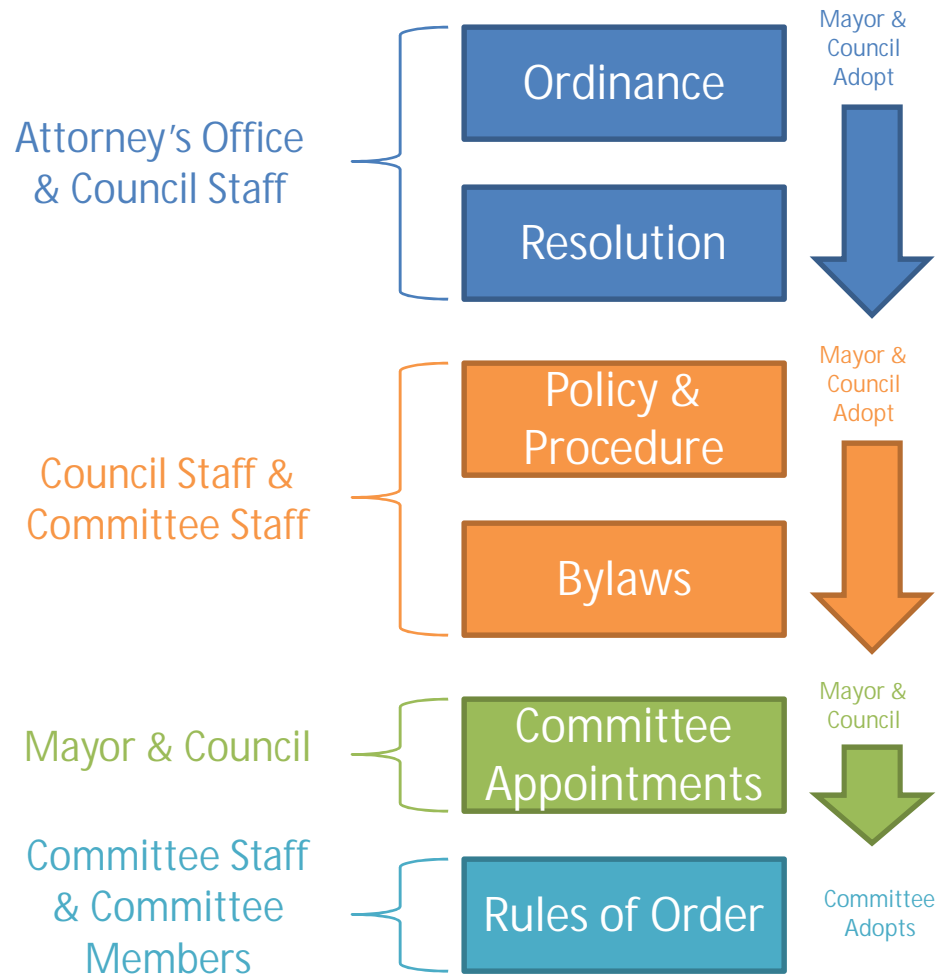 Mayor &
Council
Adopt
Ordinance
Attorney’s Office
& Council Staff
Resolution
Mayor &
Council
Adopt
Policy &
Procedure
Council Staff &
Committee Staff
Bylaws
Mayor &
Council
Committee
Appointments
Mayor & Council
Committee Staff
& Committee
Members
Rules of Order
Committee
Adopts